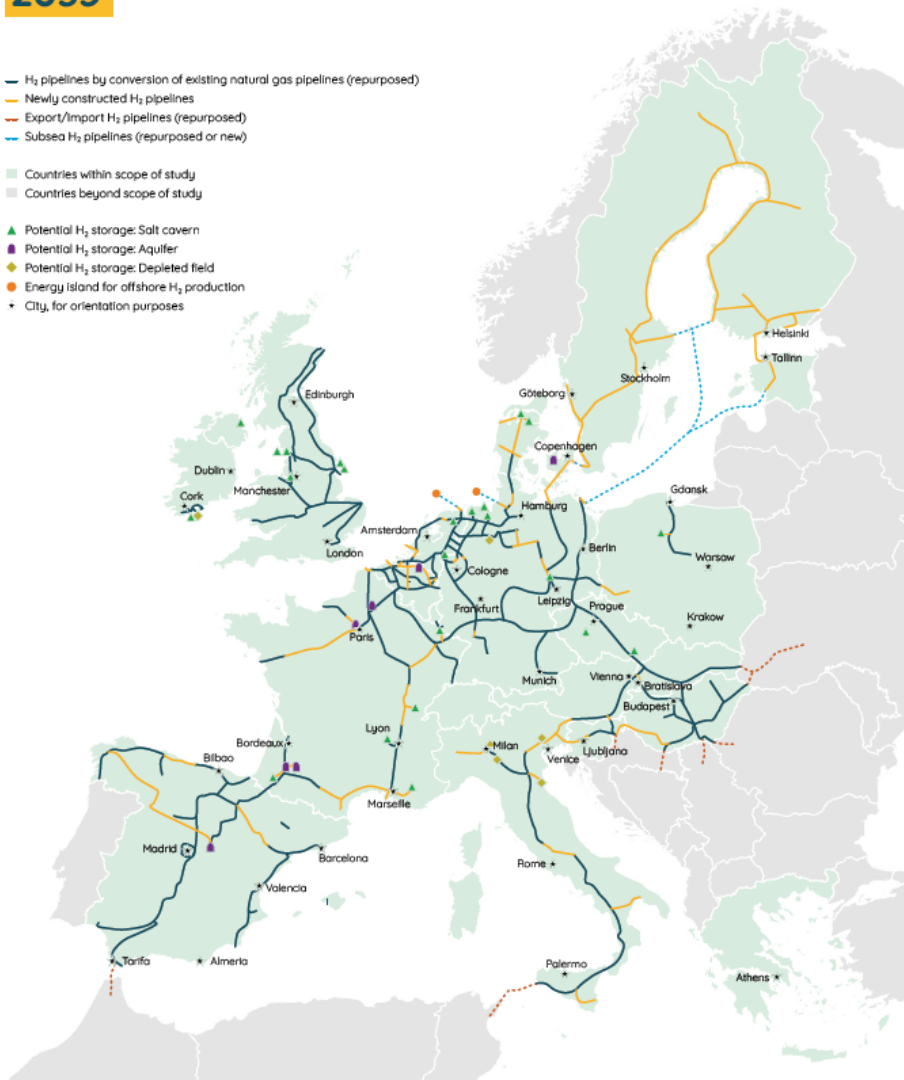 2035
H₂ pipelines by conversion of existing natural gas pipelines (repurposed)
Newly constructed H₂ pipelines
Export/Import H₂ pipelines (repurposed)
Subsea H₂ pipelines (repurposed or new)
Countries within scope of study
Countries beyond scope of study
Potential H₂ storage: Salt cavern
Potential H₂ storage: Aquifer
Potential H₂ storage: Depleted field
Energy island for offshore H₂ production
City, for orientation purposes
Helsinki
Tallinn
Stockholm
Göteborg
Edinburgh
Copenhagen
Dublin
Manchester
Cork
Gdansk
Hamburg
Amsterdam
London
Berlin
Warsaw
Cologne
Leipzig
Frankfurt
Prague
Krakow
Paris
Munich
Vienna
Bratislava
Budapest
Lyon
Bordeaux
Milan
Venice
Ljubljana
Bilbao
Marseille
Madrid
Barcelona
Rome
Valencia
Tarifa
Almeria
Palermo
Athens